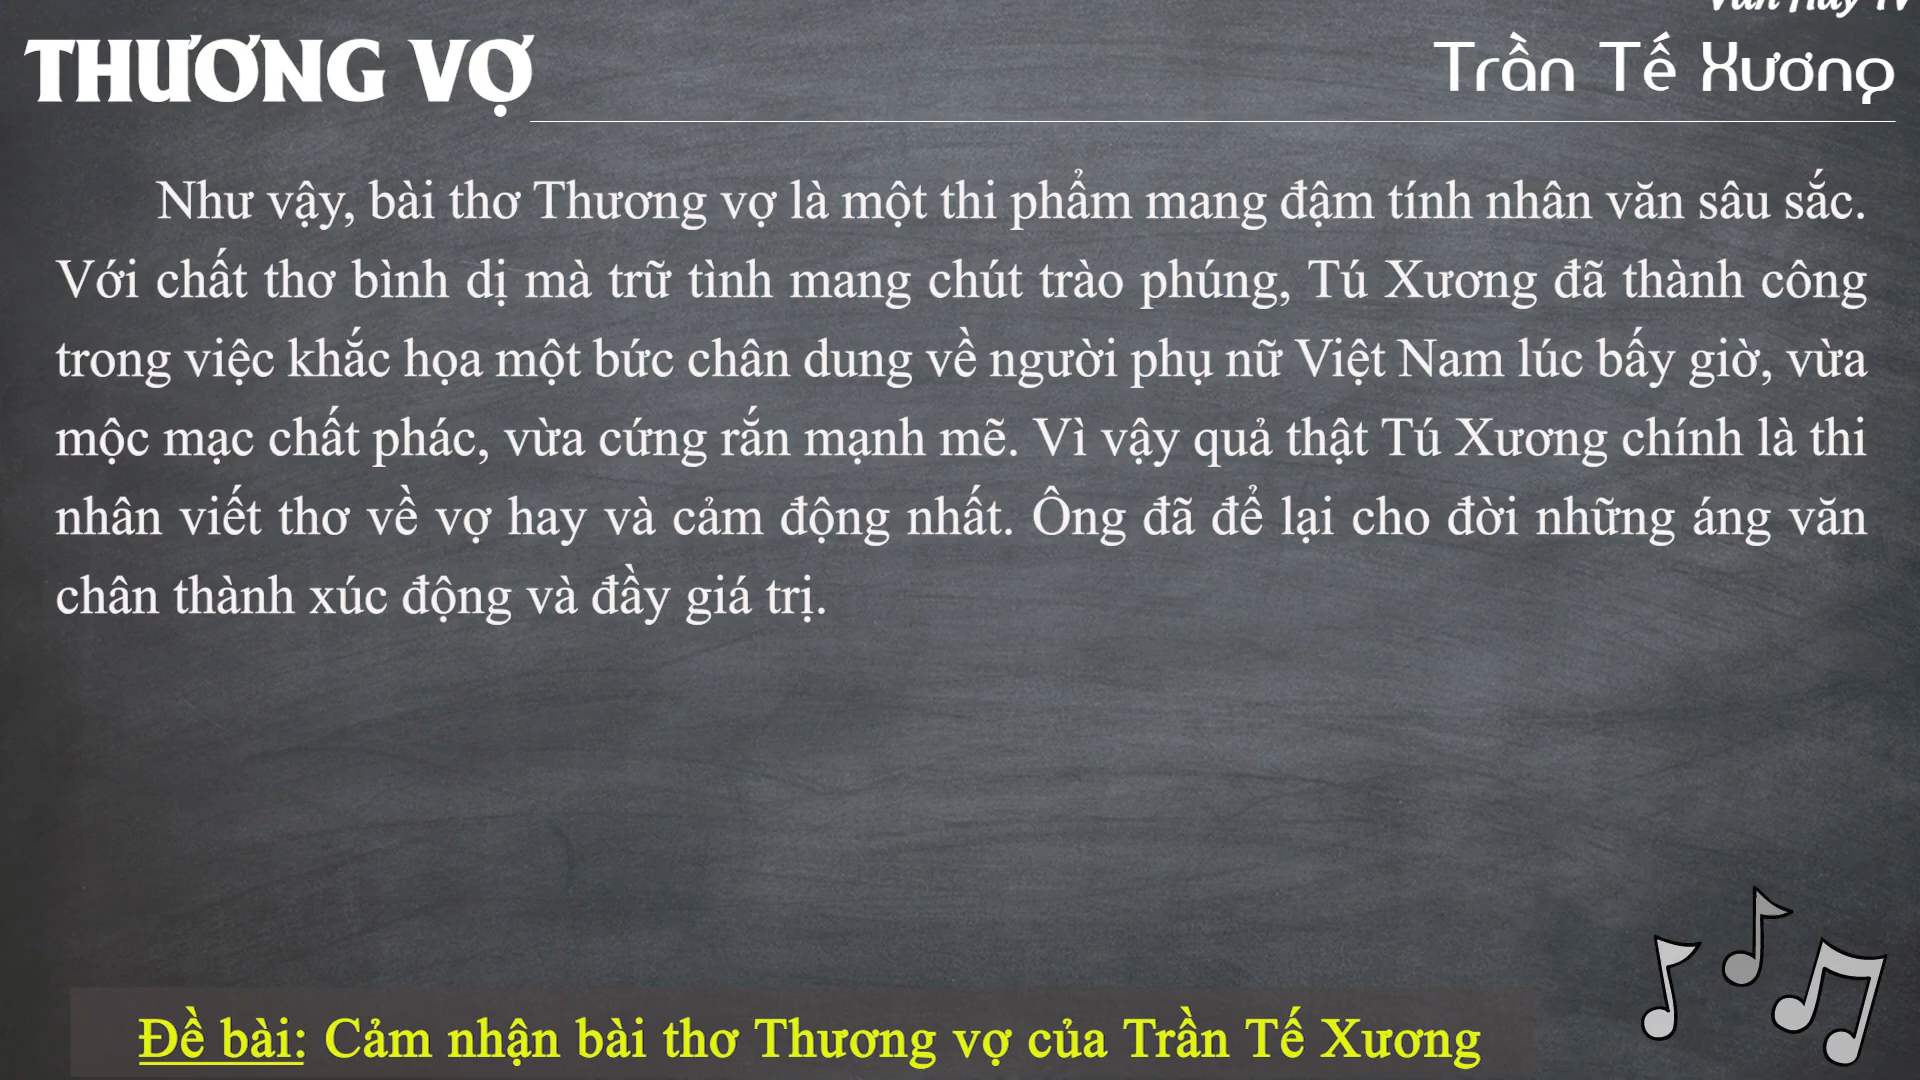 THƯƠNG VỢ
Trần Tế Xương
Như vậy, bài thơ Thương vợ là một thi phẩm mang đậm tính nhân văn sâu sắc.
Với chất thơ bình dị mà trữ tình mang chút trào phúng, Tú Xương đã thành công
trong việc khắc họa một bức chân dung về người phụ nữ Việt Nam lúc bấy giờ, vừa
mộc mạc chất phác, vừa cứng rắn mạnh mẽ. Vì vậy quả thật Tú Xương chính là thi
nhân viết thơ về vợ hay và cảm động nhất. Ông đã để lại cho đời những áng văn
chân thành xúc động và đầy giá trị.
Đề bài: Cảm nhận bài thơ Thương vợ của Trần Tế Xương